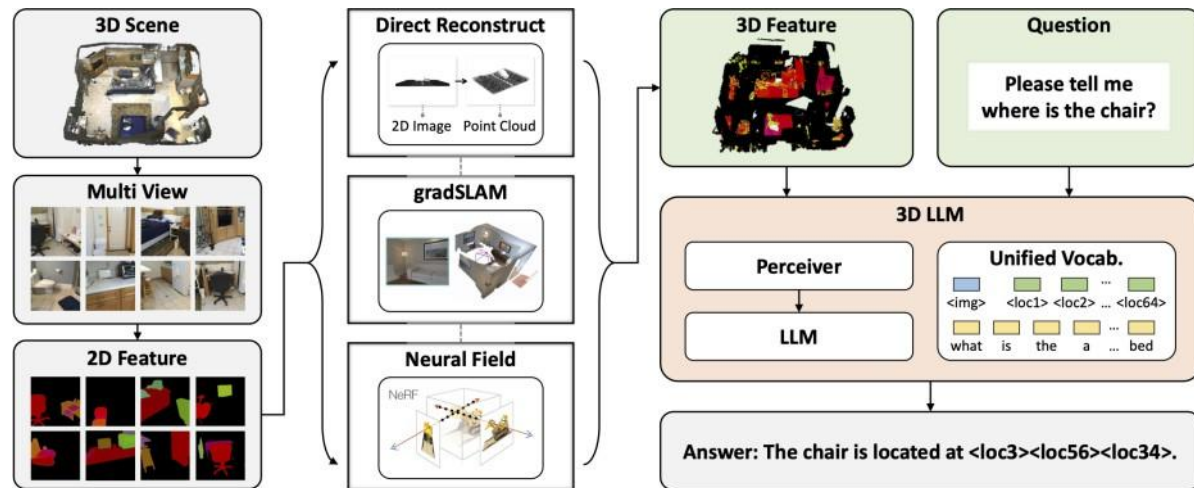 3D Scene
Multi View
2D Feature
Direct Reconstruct
2D Image
Point Cloud
gradSLAM
Neural Field
NeRF
3D Feature
Question
Please tell me
where is the chair?
3D LLM
Perceiver
LLM
Unified Vocab.
...
<img> <loc1> <loc2> ... <loc64>
...
what is the a ... bed
Answer: The chair is located at <loc3><loc56><loc34>.